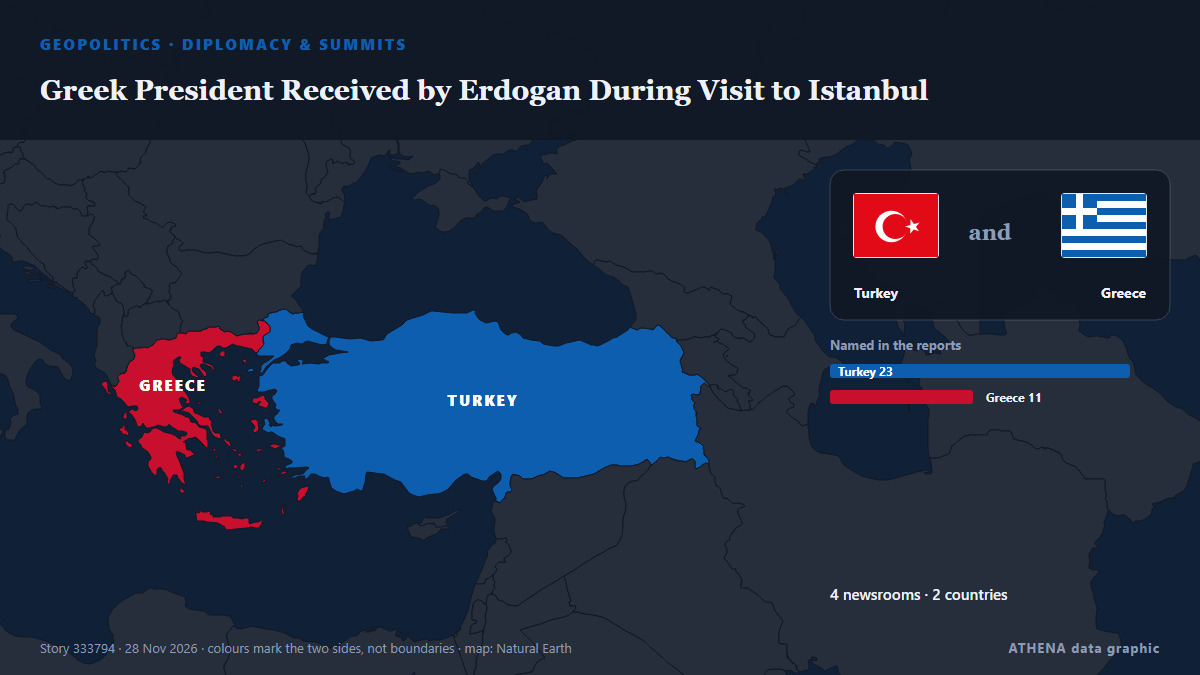 GEOPOLITICS · DIPLOMACY & SUMMITS
Greek President Received by Erdogan During Visit to Istanbul
and
Turkey
Greece
Named in the reports
Turkey 23
Greece 11
GREECE
TURKEY
4 newsrooms · 2 countries
Story 333794 · 28 Nov 2026 · colours mark the two sides, not boundaries · map: Natural Earth
ATHENA data graphic